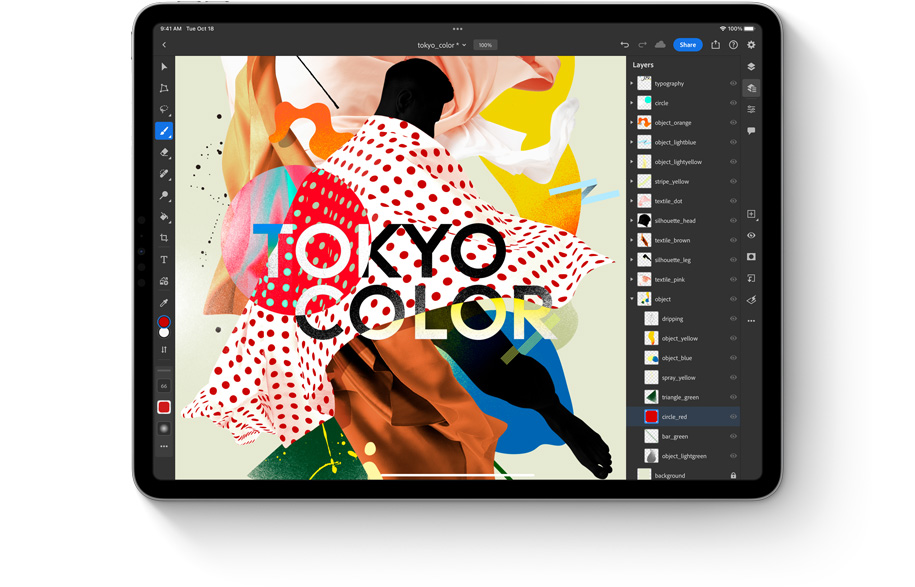 9:41 AM Tue Oct 18
100%
tokyo_color *
100%
Share
Layers
typography
circle
object_orange
object_lightblue
object_lightyellow
stripe_yellow
textile_dot
silhouette_head
textile_brown
silhouette_leg
textile_pink
object
dripping
object_yellow
object_blue
spray_yellow
triangle_green
circle_red
bar_green
object_lightgreen
background
T
66
TOKYO
COLOR